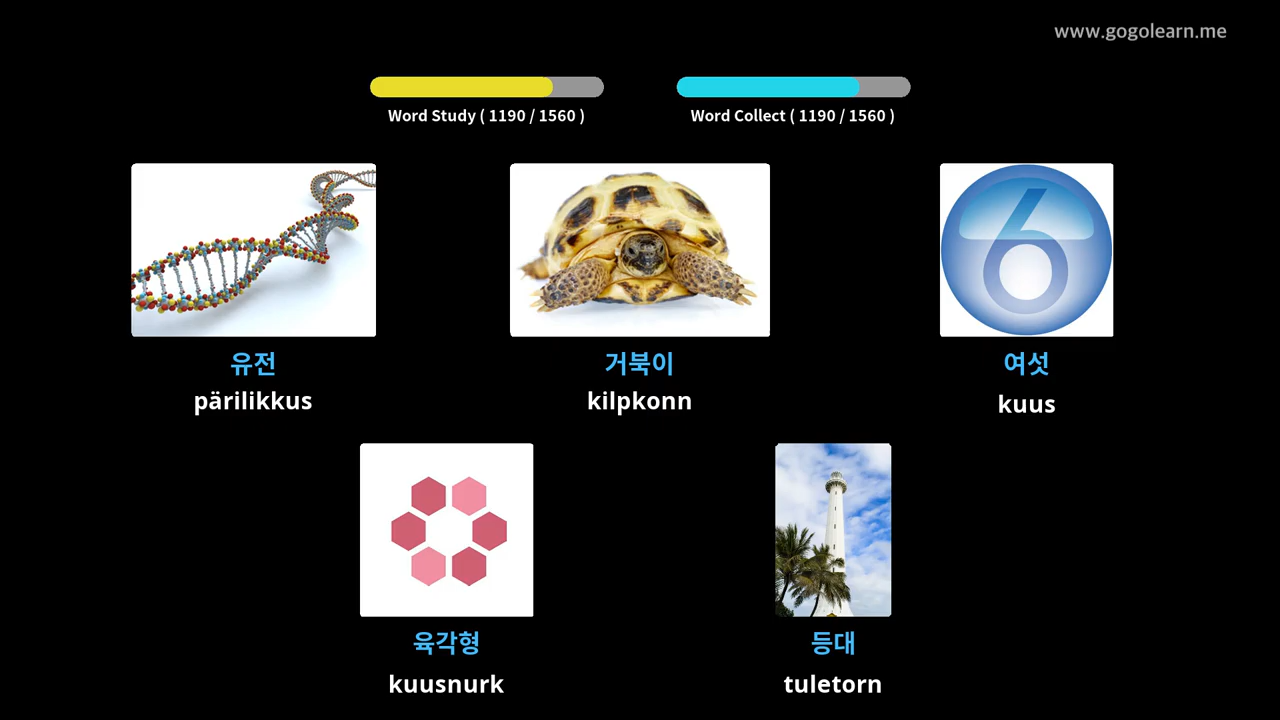 www.gogolearn.me
Word Study ( 1190 / 1560 )
Word Collect ( 1190 / 1560 )
6
유전
pärilikkus
거북이
kilpkonn
여섯
kuus
육각형
kuusnurk
등대
tuletorn